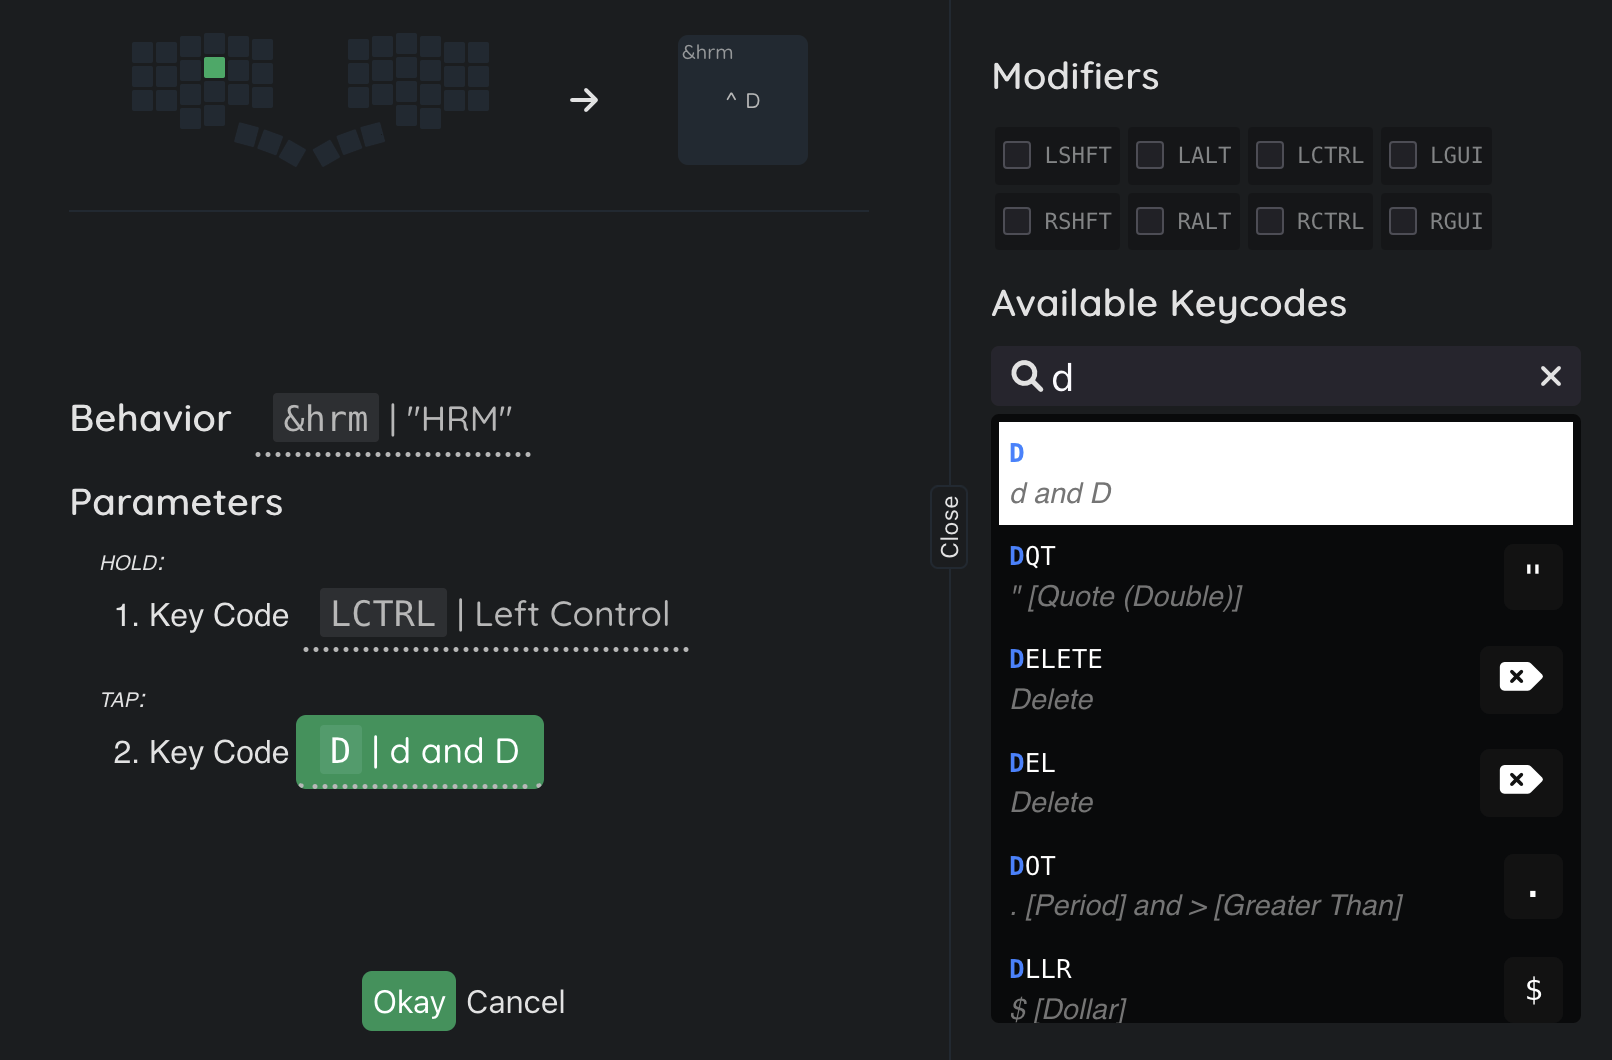 &hrm
^ D
Behavior &hrm | "HRM"
Parameters
HOLD:
1. Key Code LCTRL | Left Control
TAP:
2. Key Code D | d and D
Okay Cancel
Close
Modifiers
LSHFT LALT LCTRL LGUI
RSHFT RALT RCTRL RGUI
Available Keycodes
d
D
d and D
DQT
" [Quote (Double)]
"
DELETE
Delete
DEL
Delete
DOT
. [Period] and > [Greater Than]
.
DLLR
$ [Dollar]
$